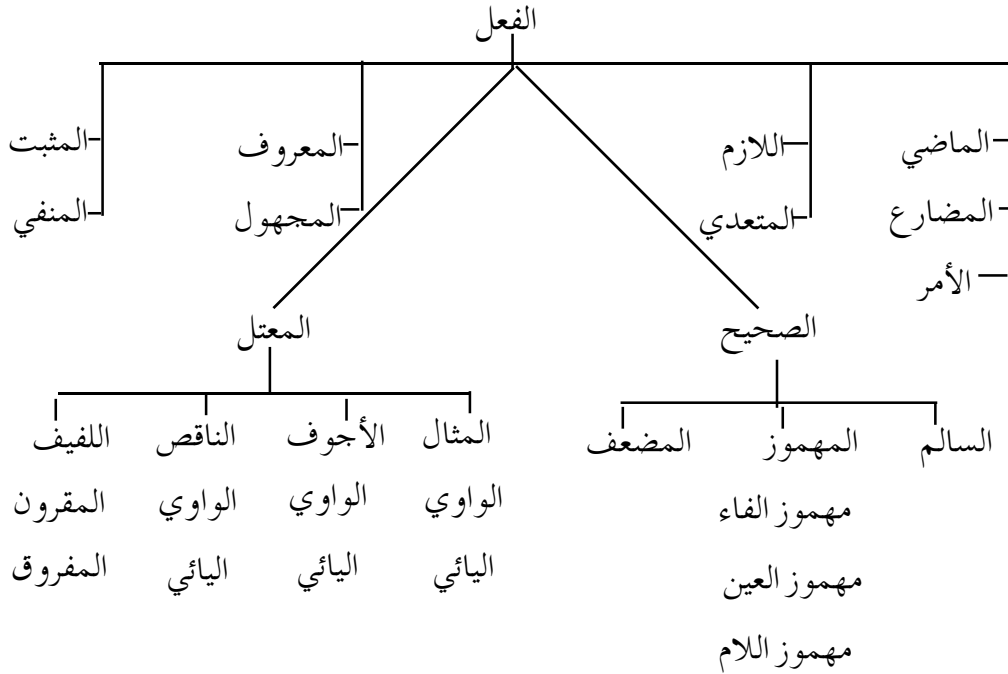 الفعل
الماضي
المضارع
الأمر
اللازم
المتعدي
المعروف
المجهول
المثبت
المنفي
الصحيح
السالم
المهموز
مهموز الفاء
مهموز العين
مهموز اللام
المضعف
المعتل
المثال
الواوي
اليائي
الأجوف
الواوي
اليائي
الناقص
الواوي
اليائي
اللفيف
المقرون
المفروق